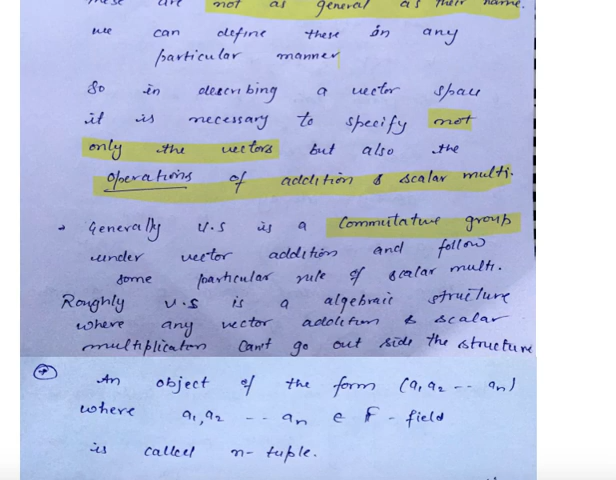 these are not as general as their name.
we can define these in any
particular manner
So in describing a vector space
it is necessary to specify not
only the vectors but also the
operations of addition & scalar multi.
→ Generally V.S is a Commutative group
under vector addition and follow
some particular rule of scalar multi.
Roughly V.S is a algebraic structure
where any vector addition & scalar
multiplication Can't go out side the structure
An object of the form (a1 a2 -- an)
where a1, a2 -- an ∈ F - field
is called n- tuple.